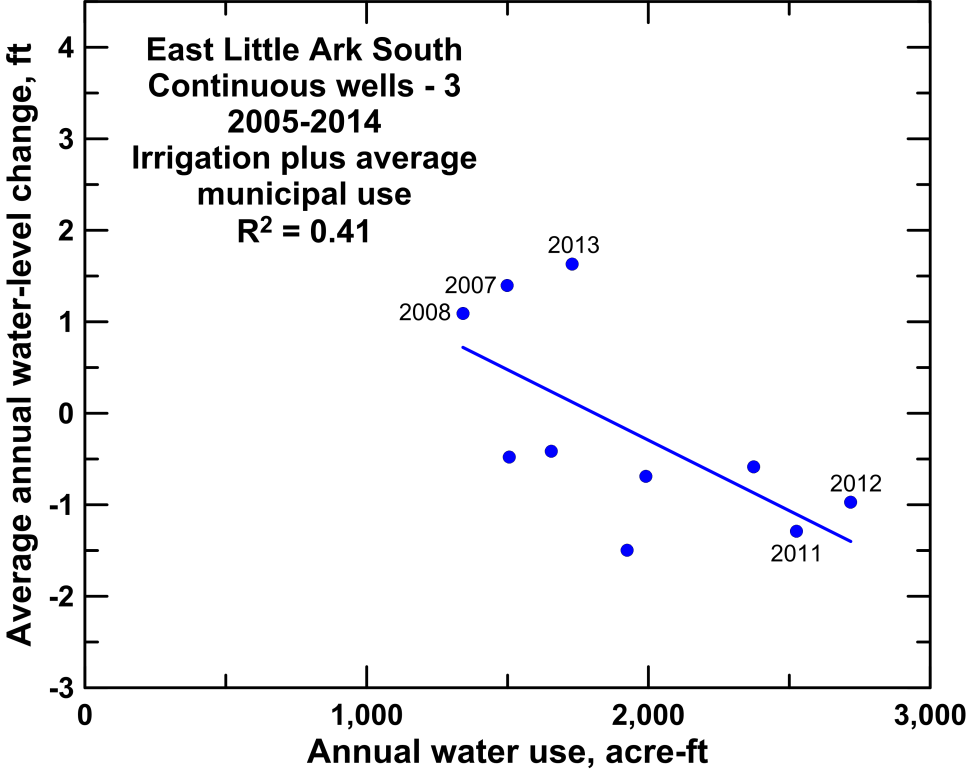 East Little Ark South
Continuous wells - 3
2005-2014
Irrigation plus average
municipal use
R² = 0.41
Average annual water-level change, ft
4
3
2
1
0
-1
-2
-3
2013
2007
2008
2012
2011
0
1,000
2,000
3,000
Annual water use, acre-ft